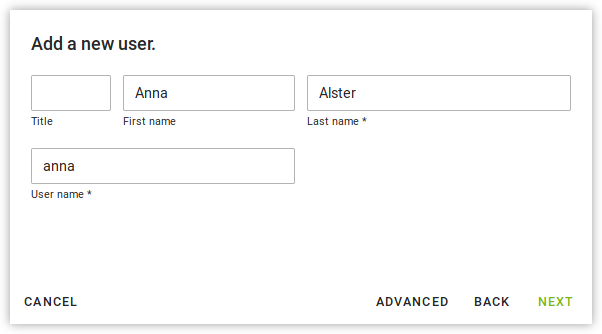 Add a new user.
Anna Alster
Title First name Last name *
anna
User name *
CANCEL ADVANCED BACK NEXT